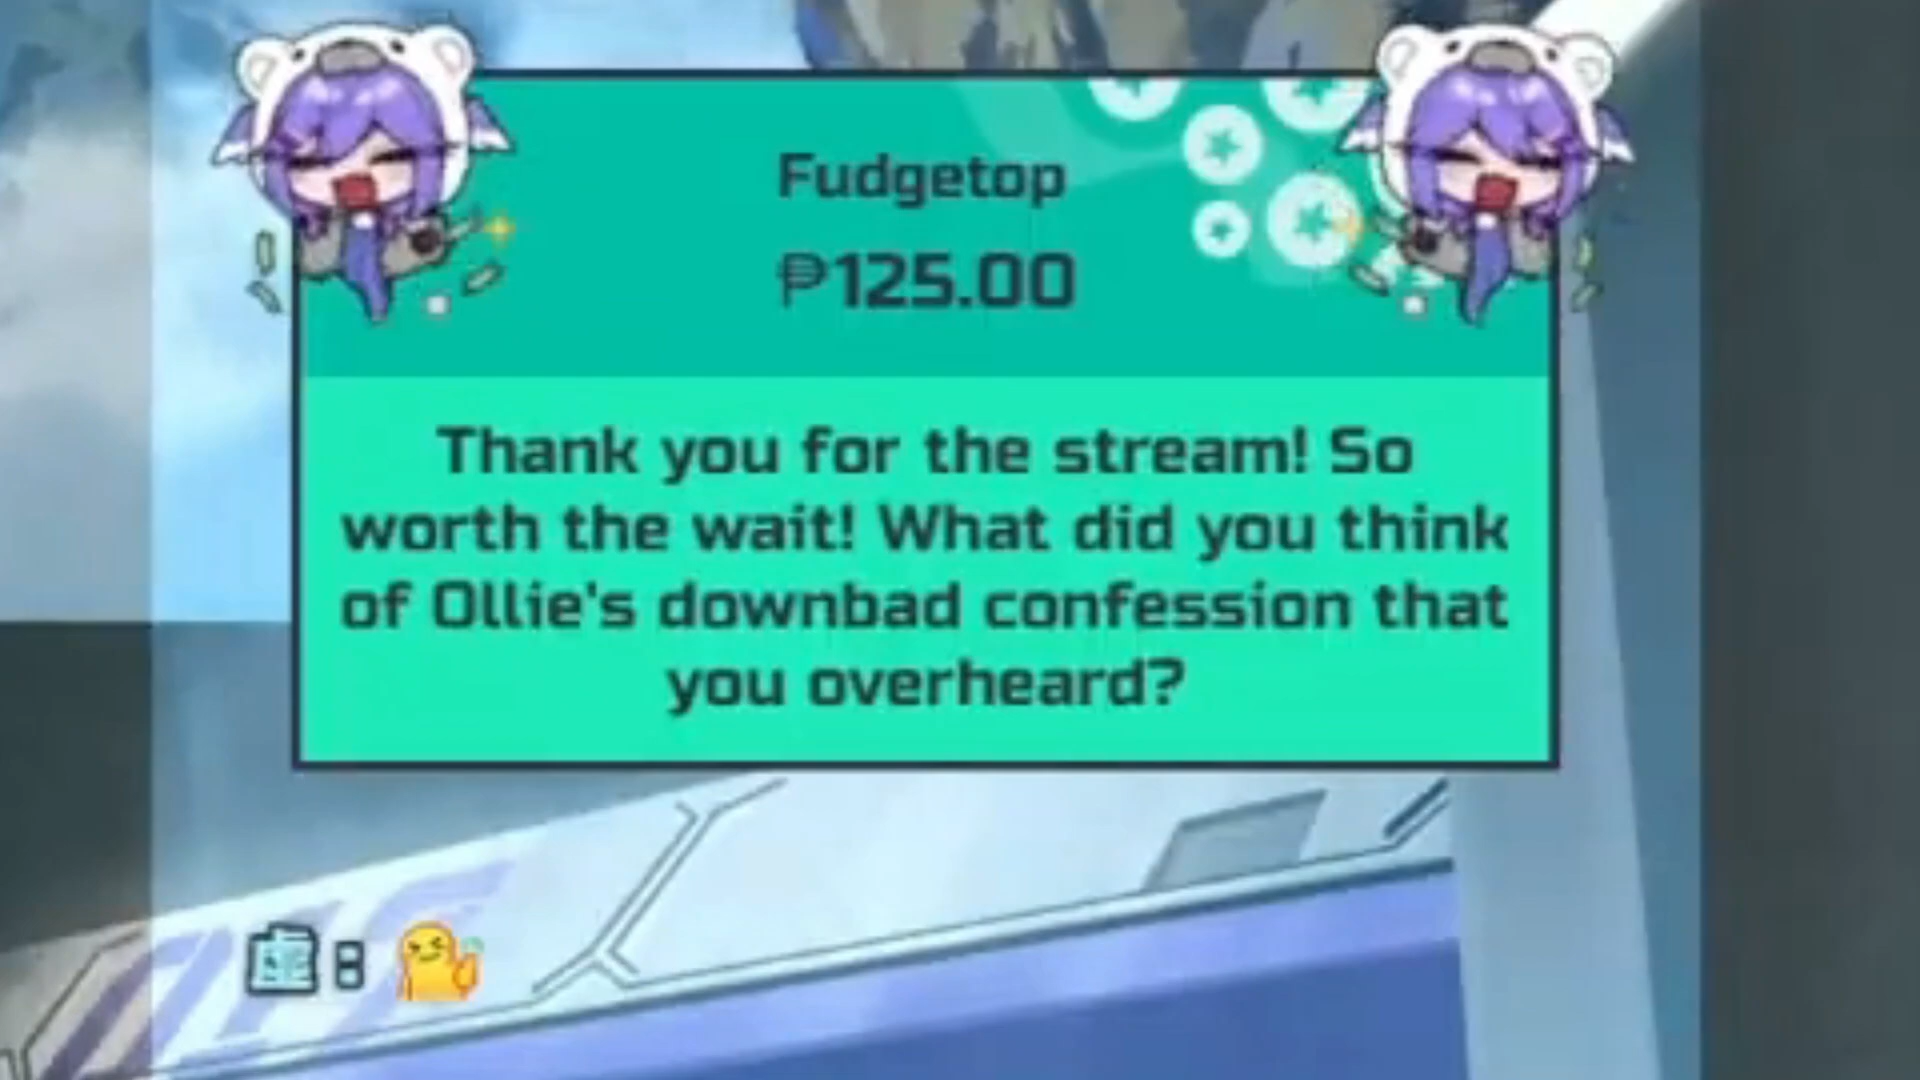 Fudgetop
₱125.00
Thank you for the stream! So
worth the wait! What did you think
of Ollie's downbad confession that
you overheard?
虚: